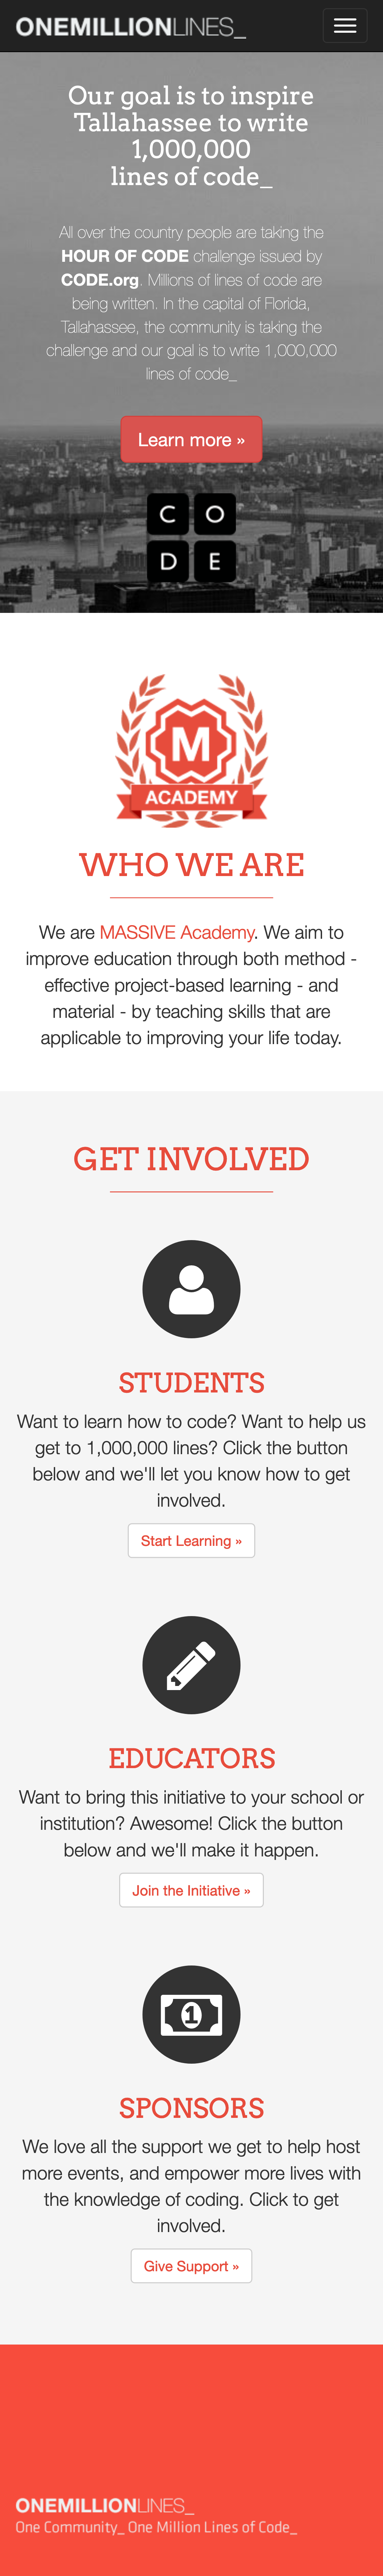 ONEMILLIONLINES_
Our goal is to inspire
Tallahassee to write
1,000,000
lines of code_
All over the country people are taking the
HOUR OF CODE challenge issued by
CODE.org. Millions of lines of code are
being written. In the capital of Florida,
Tallahassee, the community is taking the
challenge and our goal is to write 1,000,000
lines of code_
Learn more »
C O
D E
M
ACADEMY
WHO WE ARE
We are MASSIVE Academy. We aim to
improve education through both method -
effective project-based learning - and
material - by teaching skills that are
applicable to improving your life today.
GET INVOLVED
STUDENTS
Want to learn how to code? Want to help us
get to 1,000,000 lines? Click the button
below and we'll let you know how to get
involved.
Start Learning »
EDUCATORS
Want to bring this initiative to your school or
institution? Awesome! Click the button
below and we'll make it happen.
Join the Initiative »
1
SPONSORS
We love all the support we get to help host
more events, and empower more lives with
the knowledge of coding. Click to get
involved.
Give Support »
ONEMILLIONLINES_
One Community_ One Million Lines of Code_